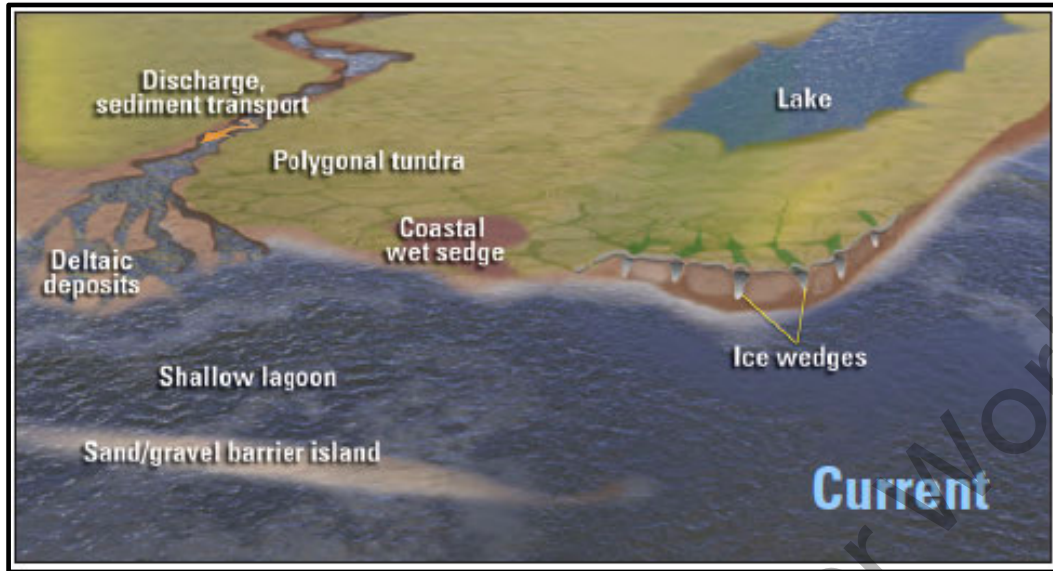 Discharge,
sediment transport
Lake
Polygonal tundra
Coastal
wet sedge
Deltaic
deposits
Ice wedges
Shallow lagoon
Sand/gravel barrier island
Current